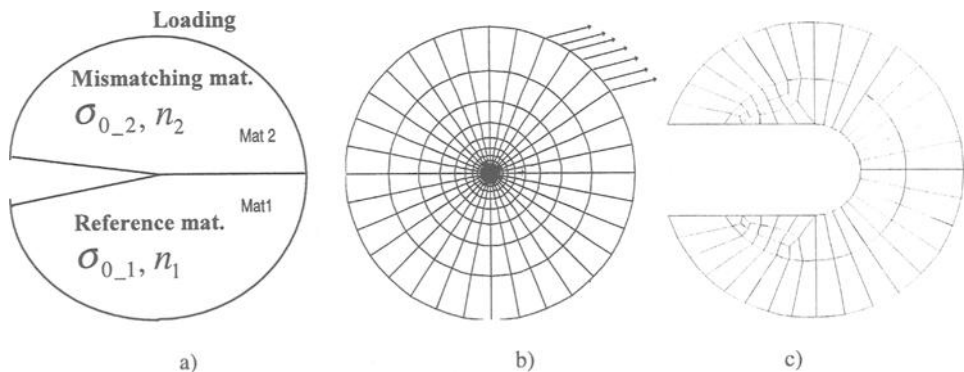 Loading
Mismatching mat.
σ₀_₂, n₂
Mat 2
Mat1
Reference mat.
σ₀_₁, n₁
a)
b)
c)